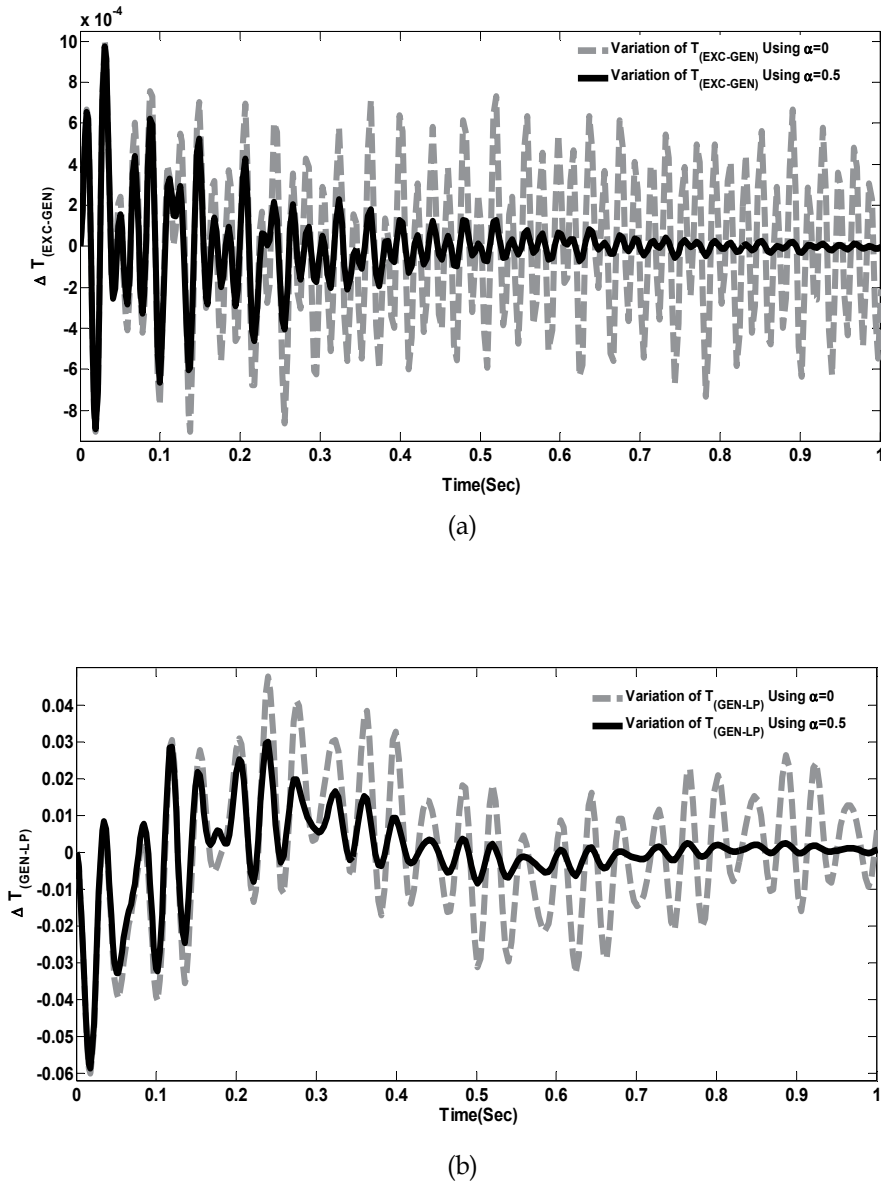 x 10-4
10
8
6
4
2
0
-2
-4
-6
-8
Δ T(EXC-GEN)
Variation of T(EXC-GEN) Using α=0
Variation of T(EXC-GEN) Using α=0.5
0 0.1 0.2 0.3 0.4 0.5 0.6 0.7 0.8 0.9 1
Time(Sec)
(a)
0.04
0.03
0.02
0.01
0
-0.01
-0.02
-0.03
-0.04
-0.05
-0.06
Δ T(GEN-LP)
Variation of T(GEN-LP) Using α=0
Variation of T(GEN-LP) Using α=0.5
0 0.1 0.2 0.3 0.4 0.5 0.6 0.7 0.8 0.9 1
Time(Sec)
(b)